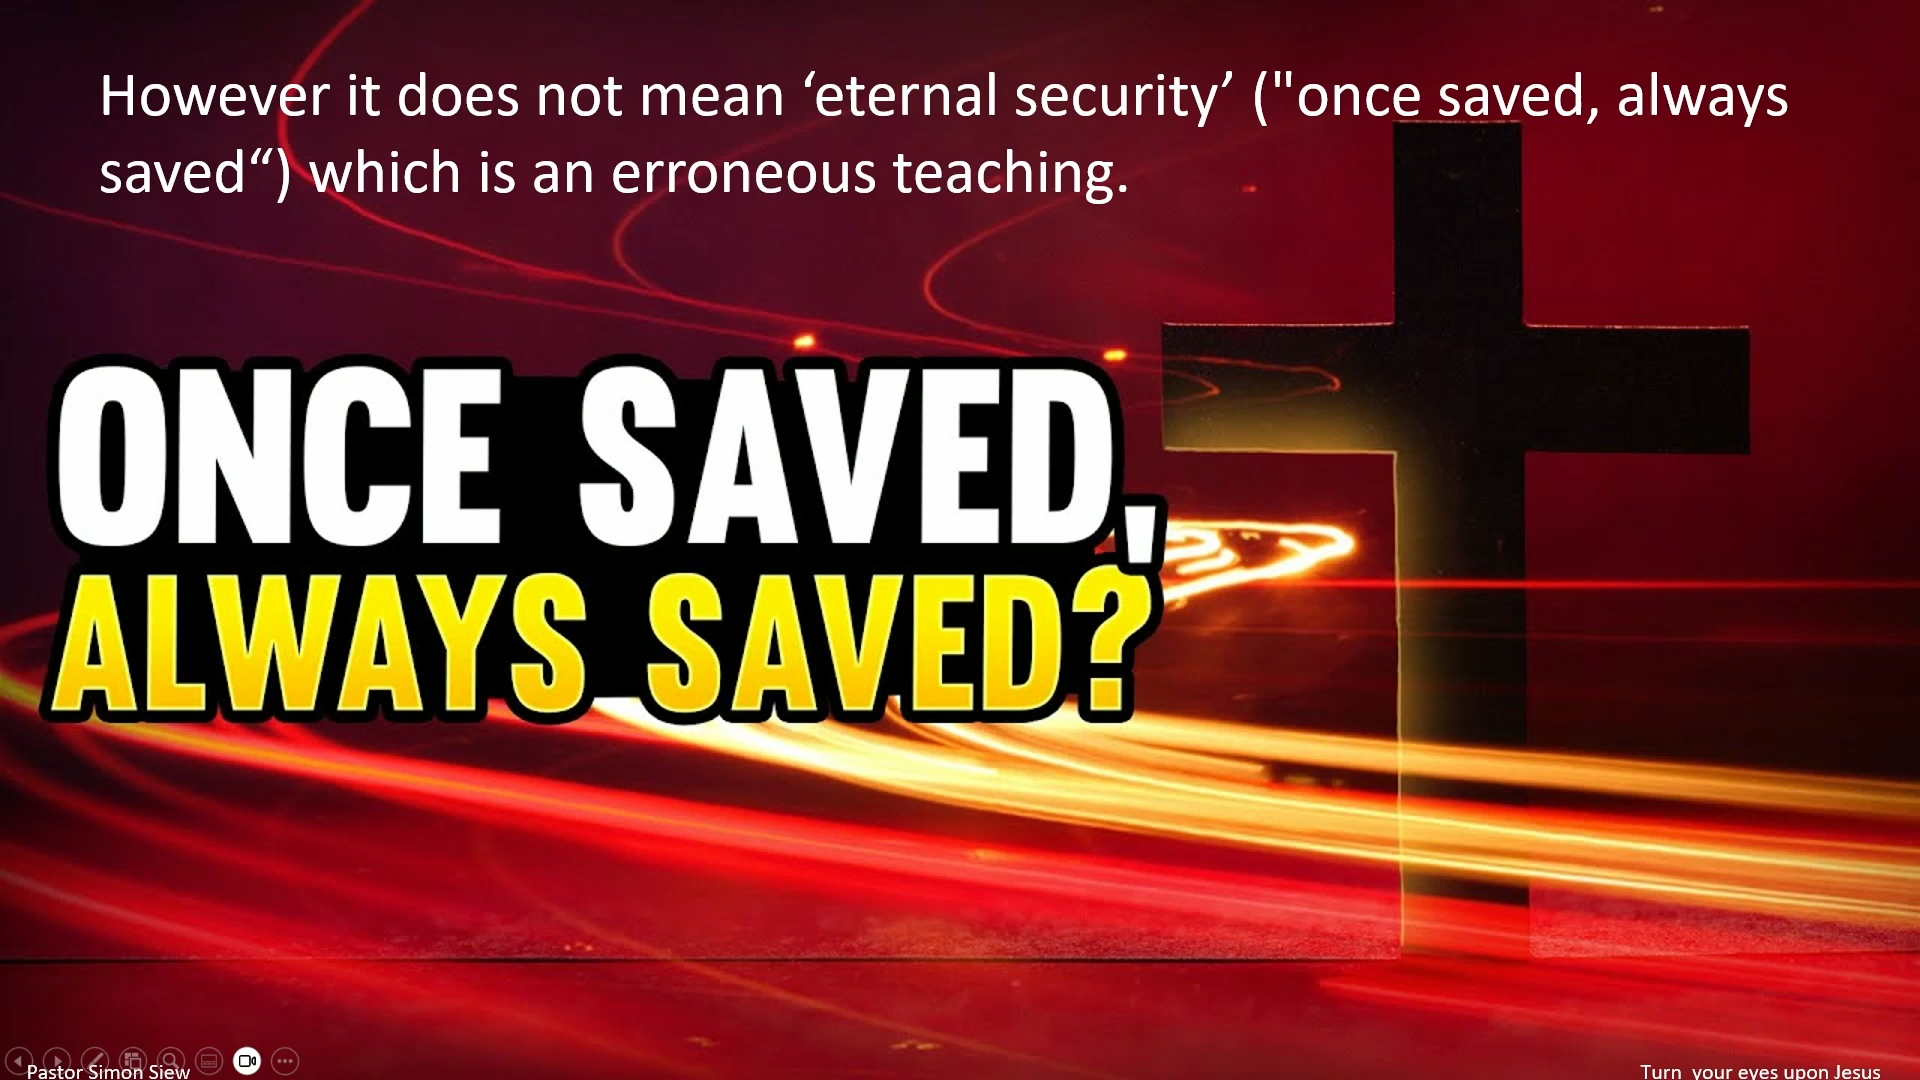 However it does not mean ‘eternal security’ ("once saved, always
saved“) which is an erroneous teaching.
ONCE SAVED,
ALWAYS SAVED?
Pastor Simon Siew
Turn your eyes upon Jesus